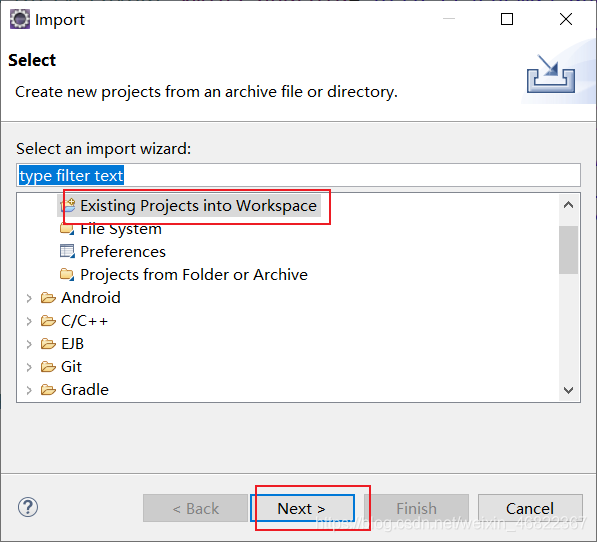 Import
Select
Create new projects from an archive file or directory.
Select an import wizard:
type filter text
Existing Projects into Workspace
File System
Preferences
Projects from Folder or Archive
Android
C/C++
EJB
Git
Gradle
?
< Back Next > Finish Cancel
https://blog.csdn.net/weixin_46822367